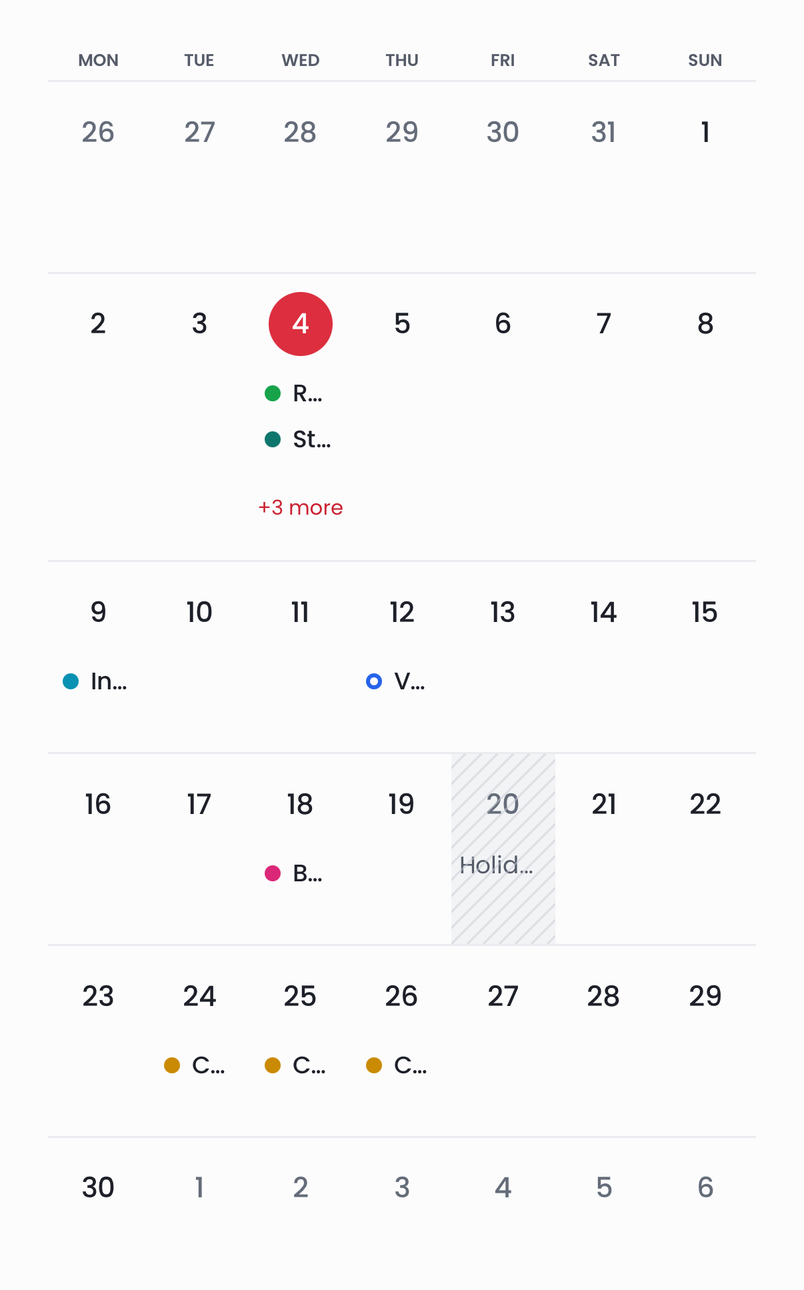 MON TUE WED THU FRI SAT SUN
26 27 28 29 30 31 1
2 3 4 5 6 7 8
R...
St...
+3 more
9 10 11 12 13 14 15
In... V...
16 17 18 19 20 21 22
B... Holid...
23 24 25 26 27 28 29
C... C... C...
30 1 2 3 4 5 6